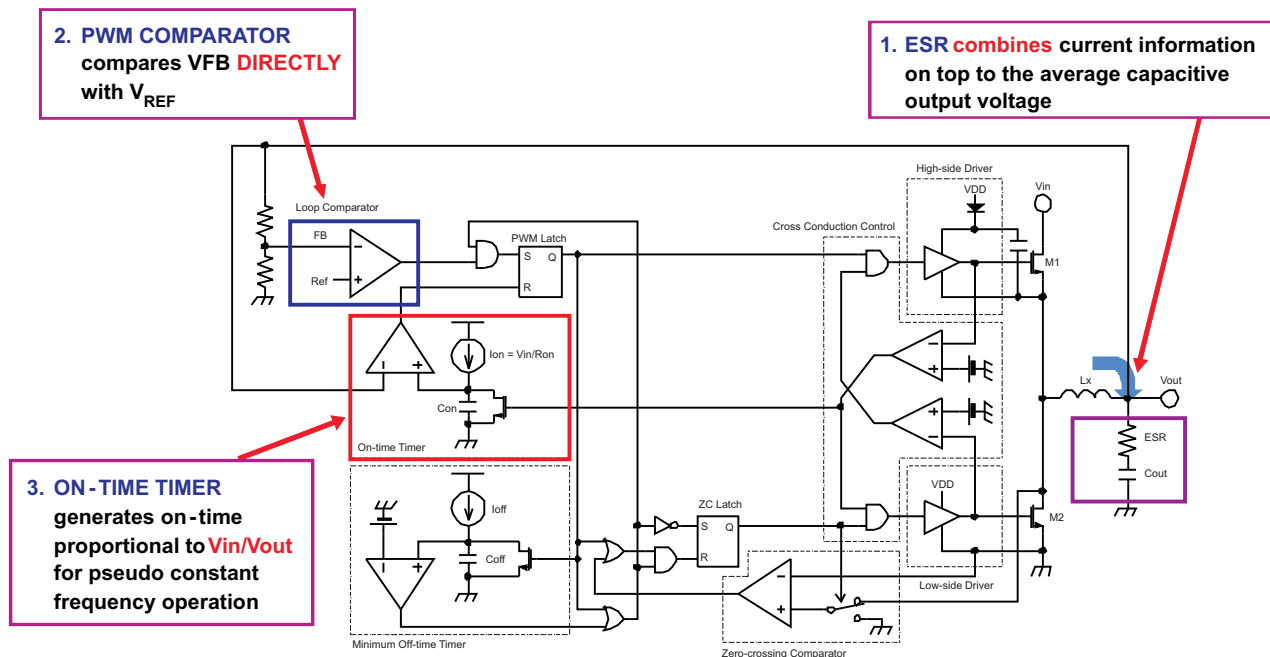 2. PWM COMPARATOR
compares VFB DIRECTLY
with VREF
1. ESR combines current information
on top to the average capacitive
output voltage
High-side Driver
VDD
Vin
Loop Comparator
FB
Ref
PWM Latch
S Q
R
Cross Conduction Control
M1
Ion = Vin/Ron
Con
On-time Timer
Lx
Vout
ESR
Cout
3. ON-TIME TIMER
generates on-time
proportional to Vin/Vout
for pseudo constant
frequency operation
Ioff
Coff
Minimum Off-time Timer
ZC Latch
S Q
R
VDD
M2
Low-side Driver
Zero-crossing Comparator